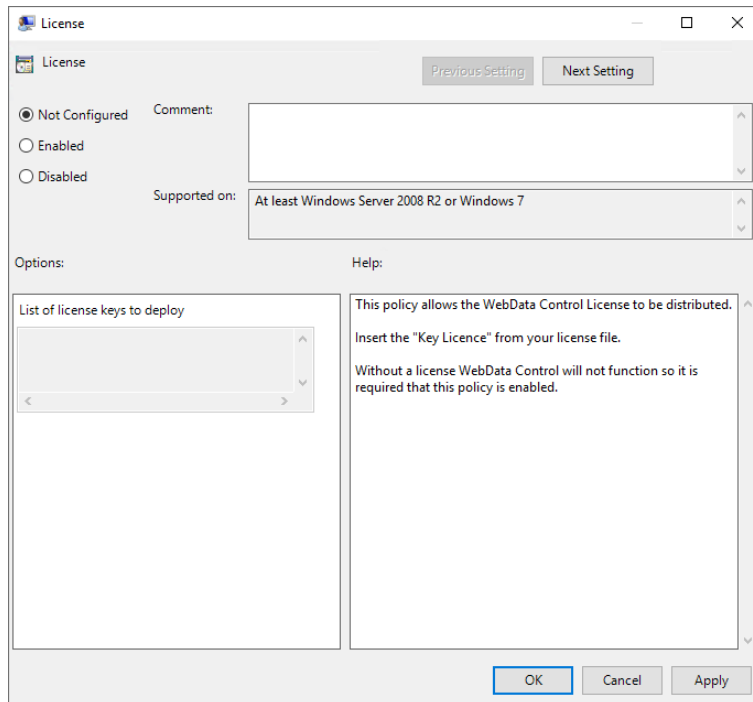 License
License
Previous Setting
Next Setting
Not Configured
Comment:
Enabled
Disabled
Supported on:
At least Windows Server 2008 R2 or Windows 7
Options:
Help:
List of license keys to deploy
This policy allows the WebData Control License to be distributed.
Insert the "Key Licence" from your license file.
Without a license WebData Control will not function so it is
required that this policy is enabled.
OK
Cancel
Apply